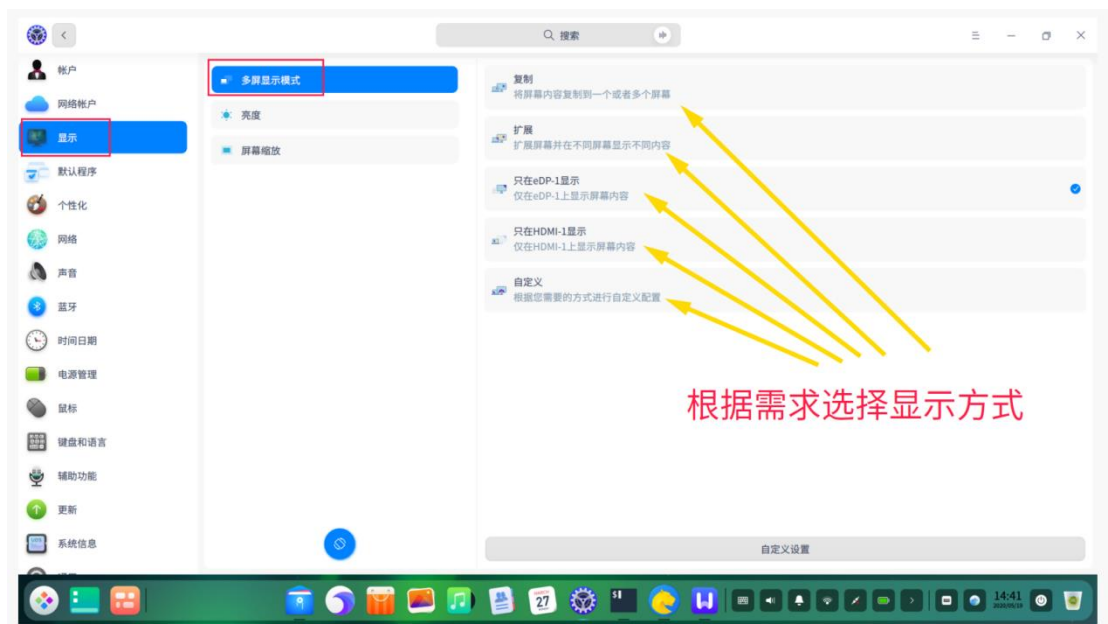 搜索
帐户
网络帐户
显示
默认程序
个性化
网络
声音
蓝牙
时间日期
电源管理
鼠标
键盘和语言
辅助功能
更新
系统信息
多屏显示模式
亮度
屏幕缩放
复制
将屏幕内容复制到一个或者多个屏幕
扩展
扩展屏幕并在不同屏幕显示不同内容
只在eDP-1显示
仅在eDP-1上显示屏幕内容
只在HDMI-1显示
仅在HDMI-1上显示屏幕内容
自定义
根据您需要的方式进行自定义配置
根据需求选择显示方式
自定义设置
27
14:41